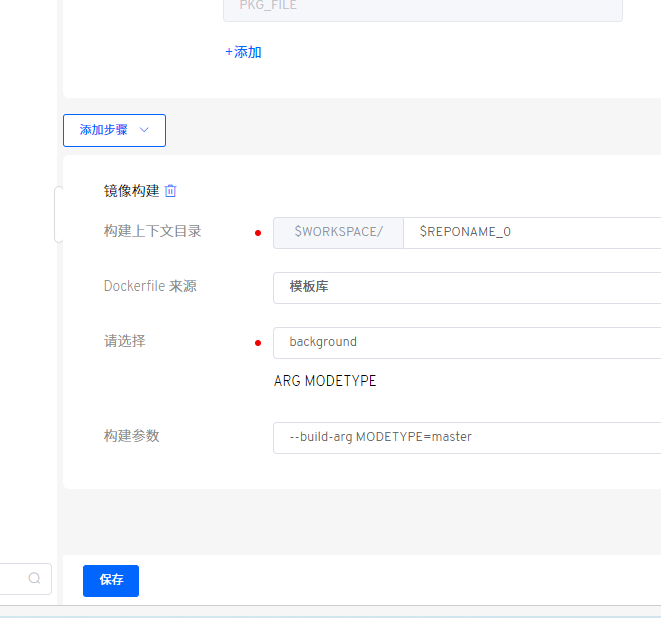 PKG_FILE
+添加
添加步骤
镜像构建
构建上下文目录 $WORKSPACE/ $REPONAME_0
Dockerfile 来源 模板库
请选择 background
ARG MODETYPE
构建参数 --build-arg MODETYPE=master
保存